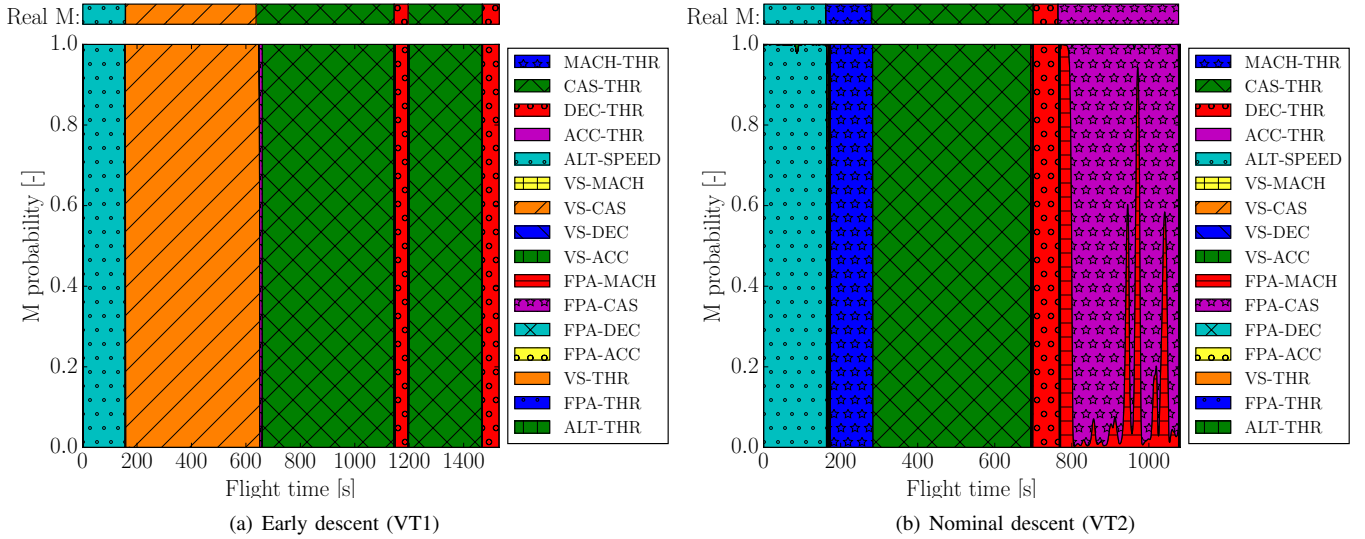 Real M:
1.0
0.8
0.6
0.4
0.2
0.0
M probability [-]
0 200 400 600 800 1000 1200 1400
Flight time [s]
MACH-THR
CAS-THR
DEC-THR
ACC-THR
ALT-SPEED
VS-MACH
VS-CAS
VS-DEC
VS-ACC
FPA-MACH
FPA-CAS
FPA-DEC
FPA-ACC
VS-THR
FPA-THR
ALT-THR
(a) Early descent (VT1)
Real M:
1.0
0.8
0.6
0.4
0.2
0.0
M probability [-]
0 200 400 600 800 1000
Flight time [s]
MACH-THR
CAS-THR
DEC-THR
ACC-THR
ALT-SPEED
VS-MACH
VS-CAS
VS-DEC
VS-ACC
FPA-MACH
FPA-CAS
FPA-DEC
FPA-ACC
VS-THR
FPA-THR
ALT-THR
(b) Nominal descent (VT2)